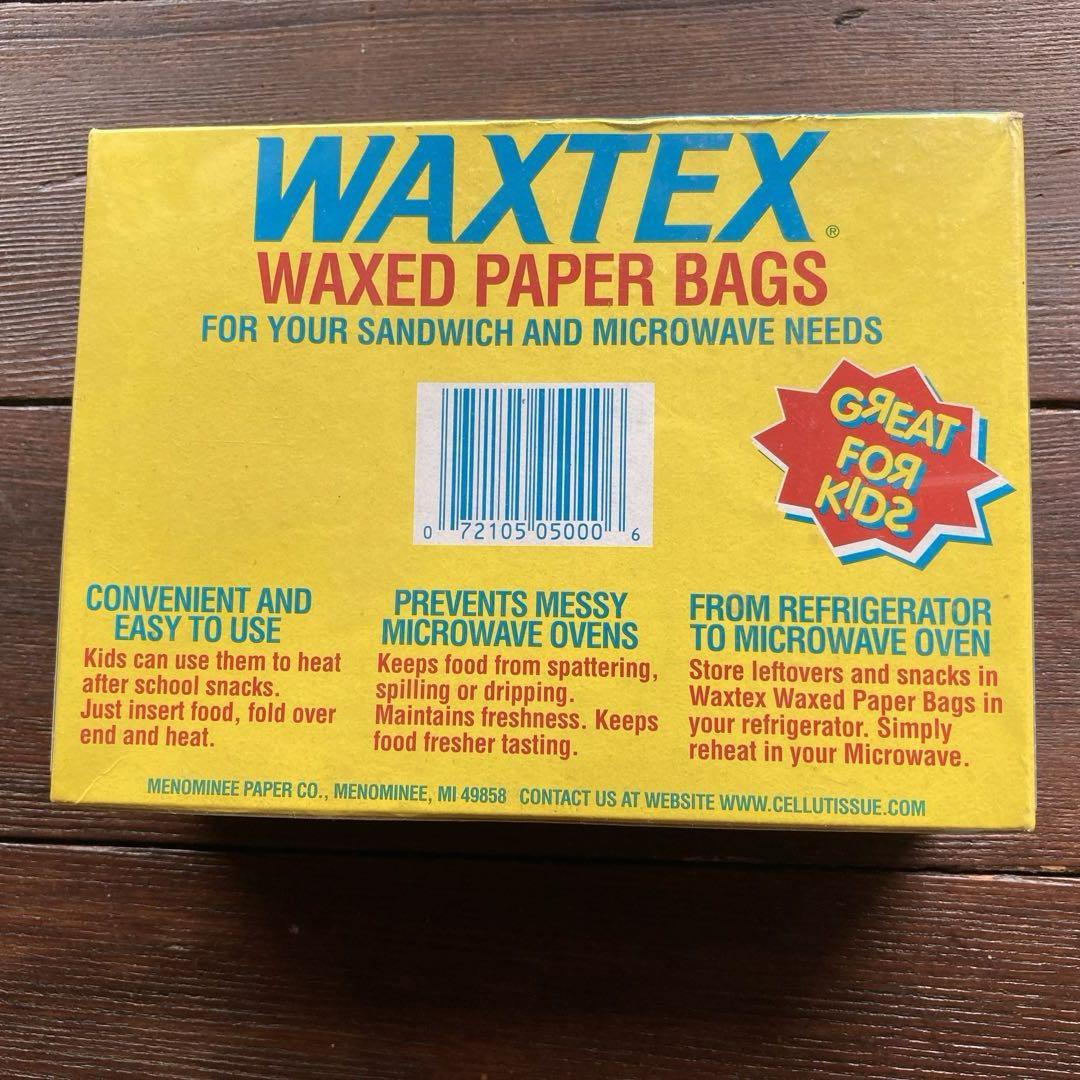 WAXTEX®
WAXED PAPER BAGS
FOR YOUR SANDWICH AND MICROWAVE NEEDS
GREAT
FOR
KIDS
0 72105 05000 6
CONVENIENT AND
EASY TO USE
Kids can use them to heat
after school snacks.
Just insert food, fold over
end and heat.
PREVENTS MESSY
MICROWAVE OVENS
Keeps food from spattering,
spilling or dripping.
Maintains freshness. Keeps
food fresher tasting.
FROM REFRIGERATOR
TO MICROWAVE OVEN
Store leftovers and snacks in
Waxtex Waxed Paper Bags in
your refrigerator. Simply
reheat in your Microwave.
MENOMINEE PAPER CO., MENOMINEE, MI 49858 CONTACT US AT WEBSITE WWW.CELLUTISSUE.COM